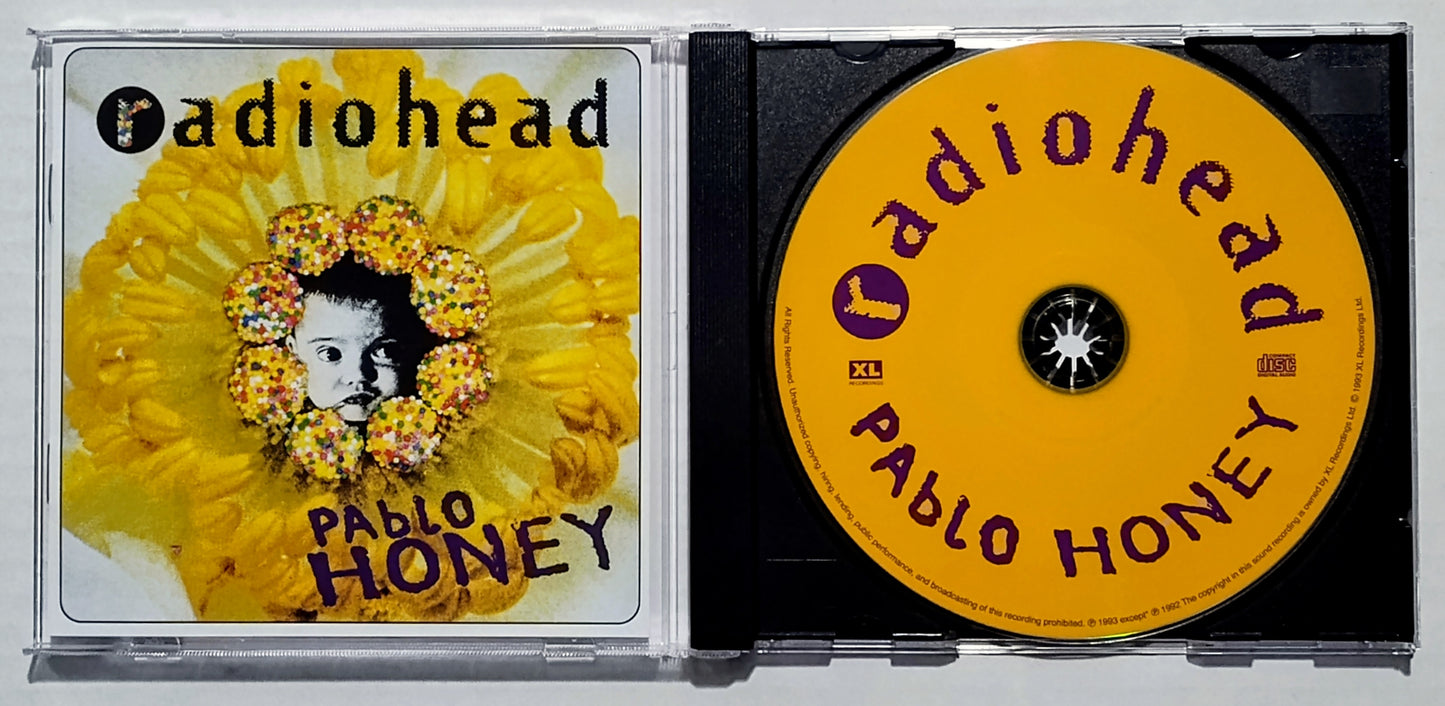 radiohead
PAblO
HONEY
radiohead
XL
RECORDINGS
COMPACT
disc
DIGITAL AUDIO
PAblO HONEY
All Rights Reserved. Unauthorized copying, hiring, lending, public performance, and broadcasting of this recording prohibited. ℗ 1993 except* ℗ 1992 The copyright in this sound recording is owned by XL Recordings Ltd. © 1993 XL Recordings Ltd.